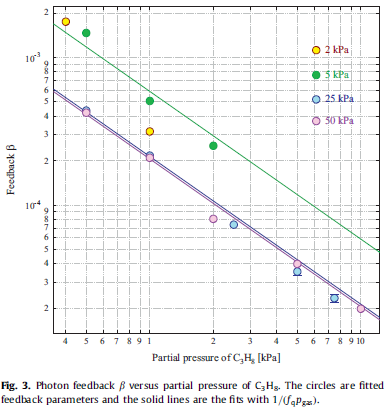 2
10-3
9
8
7
6
5
4
3
2
10-4
9
8
7
6
5
4
3
2
Feedback β
2 kPa
5 kPa
25 kPa
50 kPa
4 5 6 7 8 9 1 2 3 4 5 6 7 8 9 10
Partial pressure of C3H8 [kPa]
Fig. 3. Photon feedback β versus partial pressure of C3H8. The circles are fitted
feedback parameters and the solid lines are the fits with 1/(fqpgas).